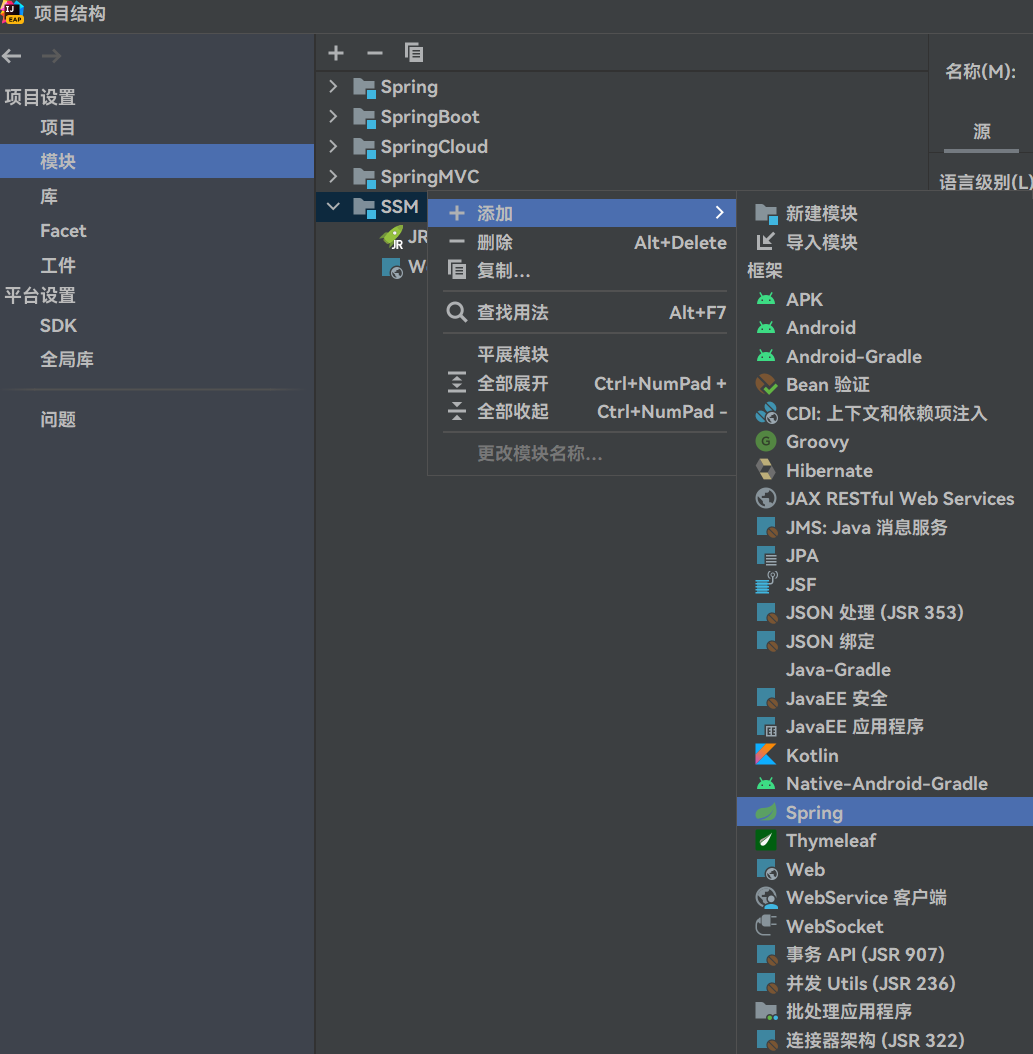 项目结构
项目设置
项目
模块
库
Facet
工件
平台设置
SDK
全局库
问题
Spring
SpringBoot
SpringCloud
SpringMVC
SSM
JR
We
名称(M):
源
语言级别(L)
添加
删除 Alt+Delete
复制...
查找用法 Alt+F7
平展模块
全部展开 Ctrl+NumPad +
全部收起 Ctrl+NumPad -
更改模块名称...
新建模块
导入模块
框架
APK
Android
Android-Gradle
Bean 验证
CDI: 上下文和依赖项注入
Groovy
Hibernate
JAX RESTful Web Services
JMS: Java 消息服务
JPA
JSF
JSON 处理 (JSR 353)
JSON 绑定
Java-Gradle
JavaEE 安全
JavaEE 应用程序
Kotlin
Native-Android-Gradle
Spring
Thymeleaf
Web
WebService 客户端
WebSocket
事务 API (JSR 907)
并发 Utils (JSR 236)
批处理应用程序
连接器架构 (JSR 322)